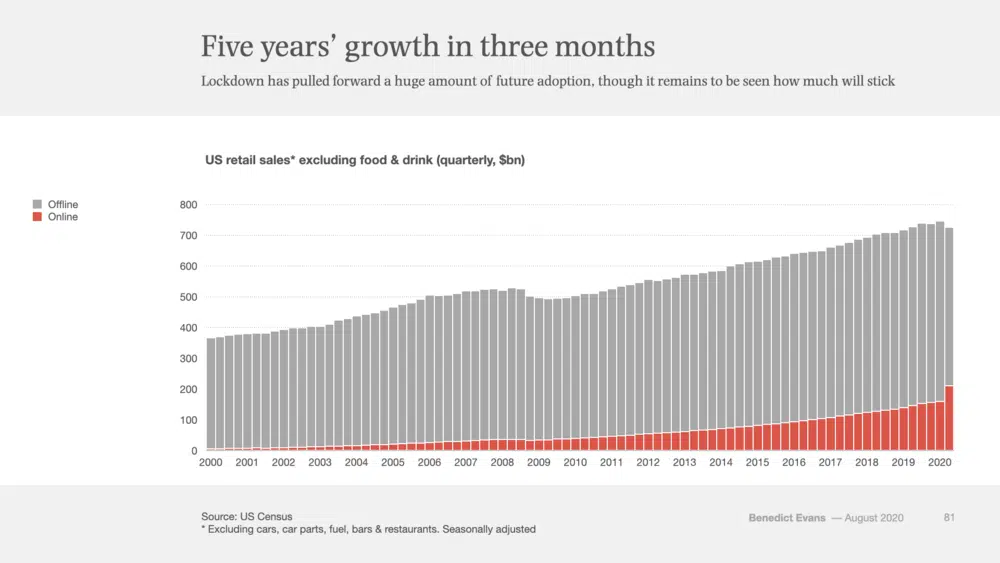 Five years’ growth in three months
Lockdown has pulled forward a huge amount of future adoption, though it remains to be seen how much will stick
US retail sales* excluding food & drink (quarterly, $bn)
Offline
Online
800
700
600
500
400
300
200
100
0
2000 2001 2002 2003 2004 2005 2006 2007 2008 2009 2010 2011 2012 2013 2014 2015 2016 2017 2018 2019 2020
Source: US Census
* Excluding cars, car parts, fuel, bars & restaurants. Seasonally adjusted
Benedict Evans — August 2020 81